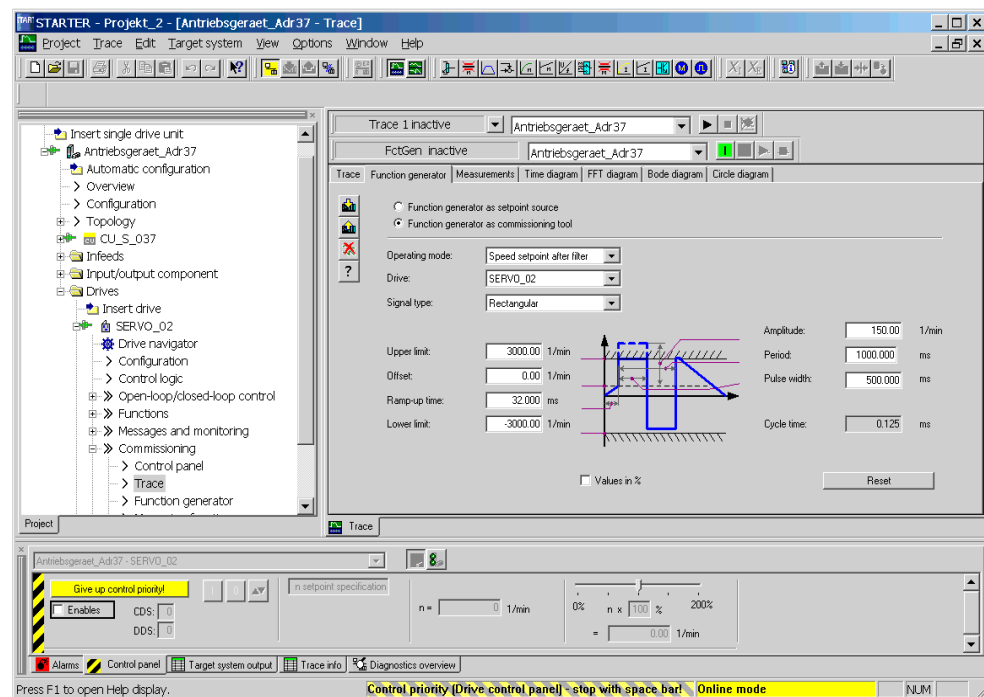 STARTER - Projekt_2 - [Antriebsgeraet_Adr37 - Trace]
Project Trace Edit Target system View Options Window Help
Insert single drive unit
Antriebsgeraet_Adr37
Automatic configuration
Overview
Configuration
Topology
CU_S_037
Infeeds
Input/output component
Drives
Insert drive
SERVO_02
Drive navigator
Configuration
Control logic
Open-loop/closed-loop control
Functions
Messages and monitoring
Commissioning
Control panel
Trace
Function generator
Project
Trace 1 inactive Antriebsgeraet_Adr37
FctGen inactive Antriebsgeraet_Adr37
Trace Function generator Measurements Time diagram FFT diagram Bode diagram Circle diagram
Function generator as setpoint source
Function generator as commissioning tool
?
Operating mode: Speed setpoint after filter
Drive: SERVO_02
Signal type: Rectangular
Upper limit: 3000.00 1/min
Offset: 0.00 1/min
Ramp-up time: 32.000 ms
Lower limit: -3000.00 1/min
Amplitude: 150.00 1/min
Period: 1000.000 ms
Pulse width: 500.000 ms
Cycle time: 0.125 ms
Values in %
Reset
Trace
Antriebsgeraet_Adr37 - SERVO_02
Give up control priority!
I 0
n setpoint specification
Enables CDS: 0
DDS: 0
n = 0 1/min
0% n x 100 % 200%
= 0.00 1/min
Alarms Control panel Target system output Trace info Diagnostics overview
Press F1 to open Help display. Control priority (Drive control panel) - stop with space bar! Online mode NUM